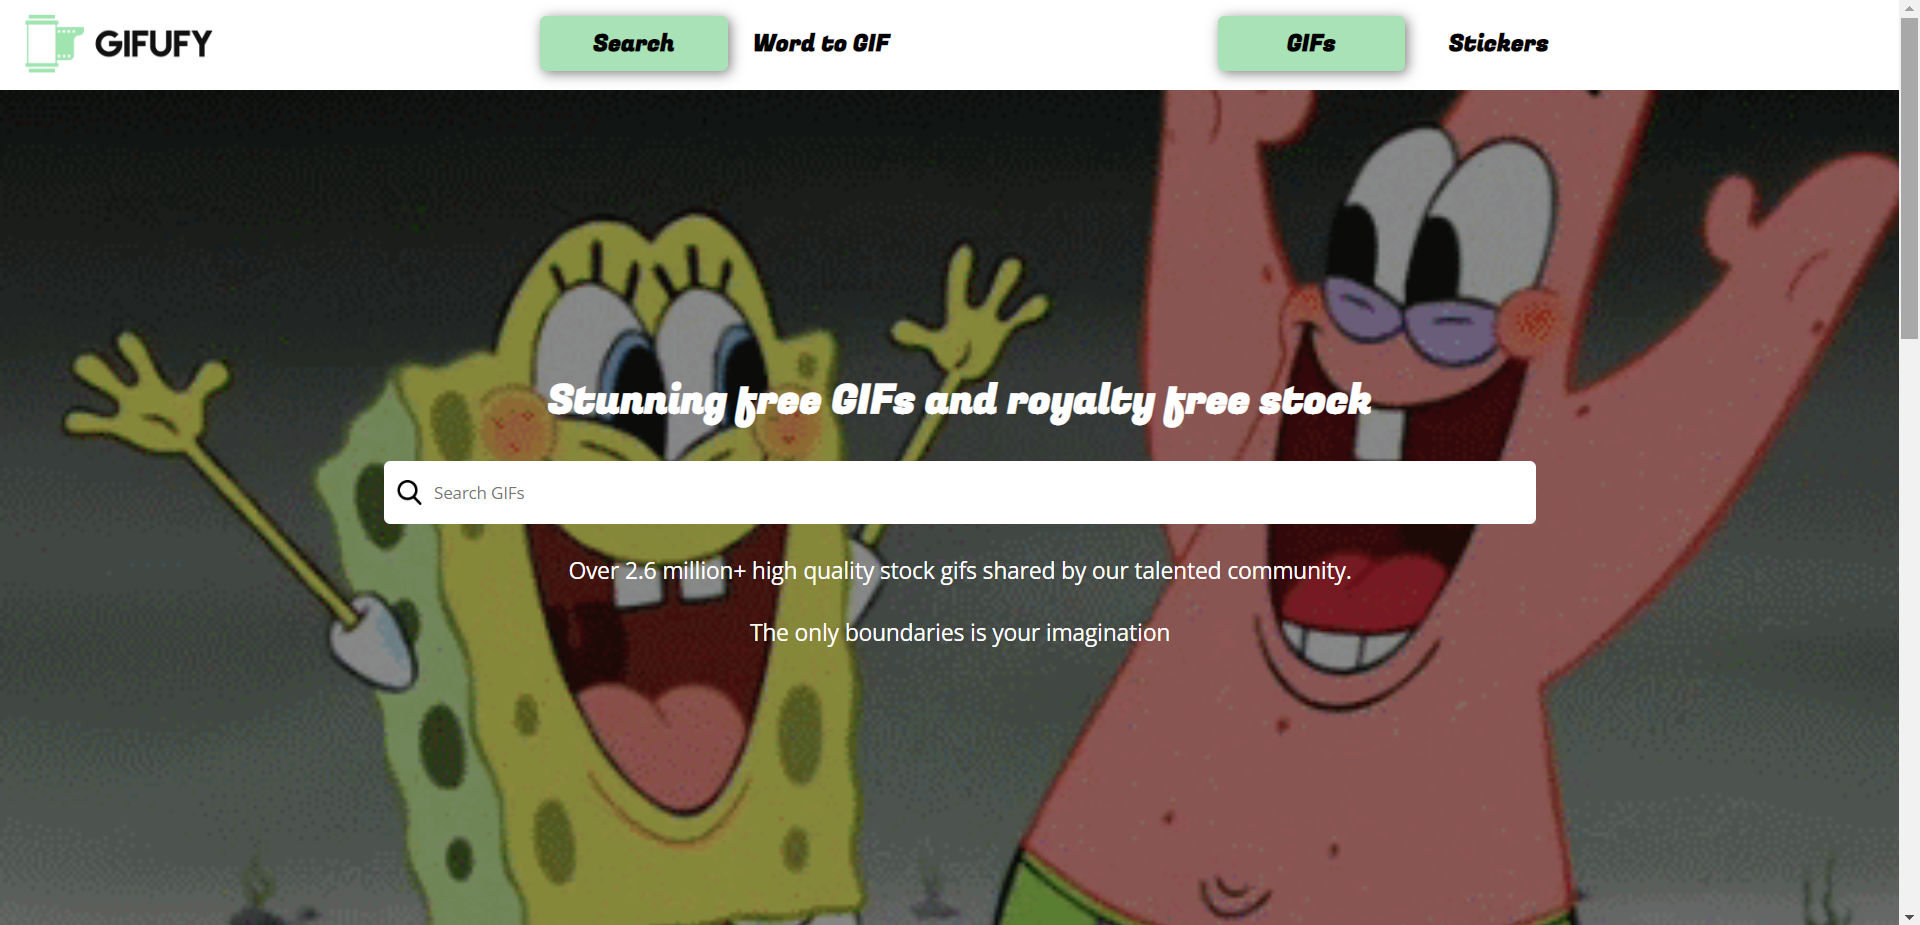 GIFUFY
Search
Word to GIF
GIFs
Stickers
Stunning free GIFs and royalty free stock
Search GIFs
Over 2.6 million+ high quality stock gifs shared by our talented community.
The only boundaries is your imagination